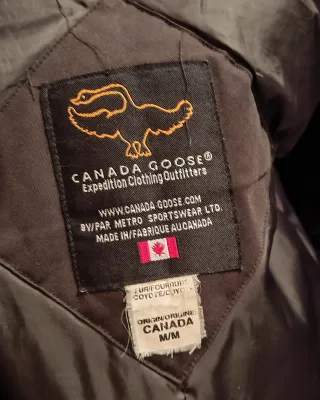 CANADA GOOSE®
Expedition Clothing Outfitters
WWW.CANADA-GOOSE.COM
BY/PAR METRO SPORTSWEAR LTD.
MADE IN/FABRIQUE AU CANADA
FUR/FOURRURE
COYOTE/COYOTE
ORIGIN/ORIGINE
CANADA
M/M